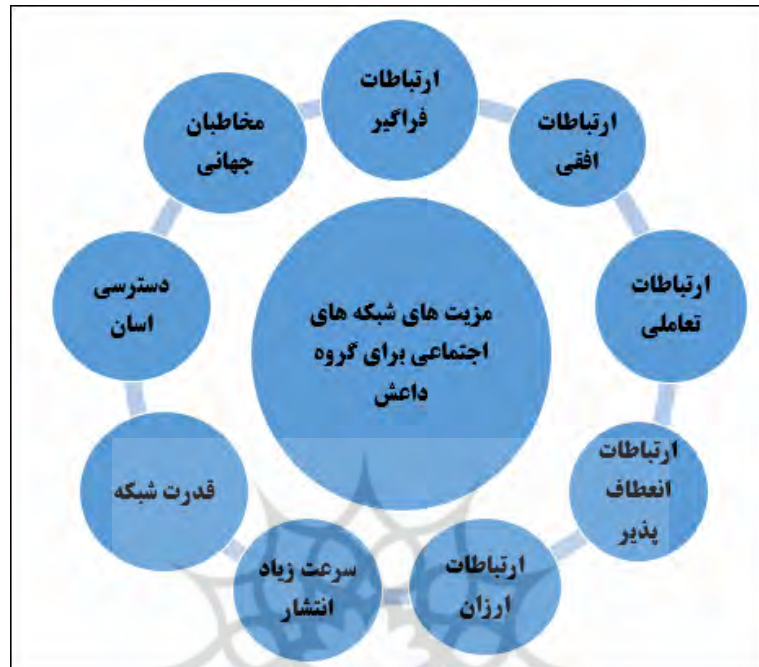 ارتباطات
فراگیر
ارتباطات
افقی
ارتباطات
تعاملی
ارتباطات
انعطاف
پذیر
ارتباطات
ارزان
سرعت زیاد
انتشار
قدرت شبکه
دسترسی
اسان
مخاطبان
جهانی
مزیت های شبکه های
اجتماعی برای گروه
داعش